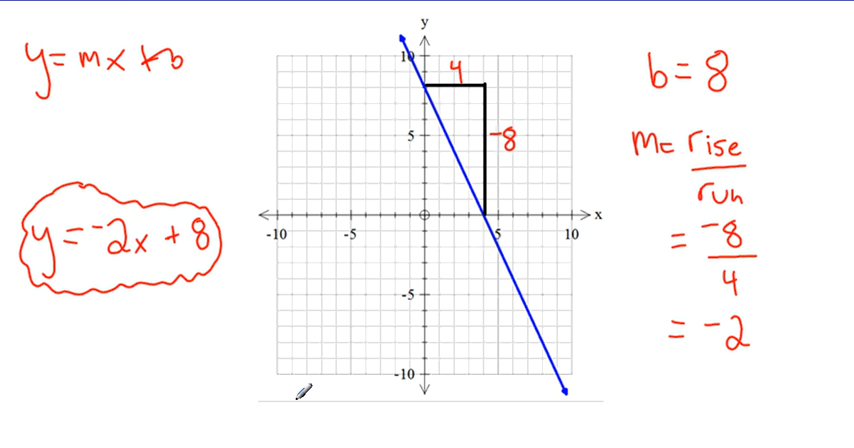 y = mx + b
y = -2x + 8
y
10
5
-10
-5
5
10
x
-5
-10
4
-8
b = 8
m = rise
run
= -8
4
= -2